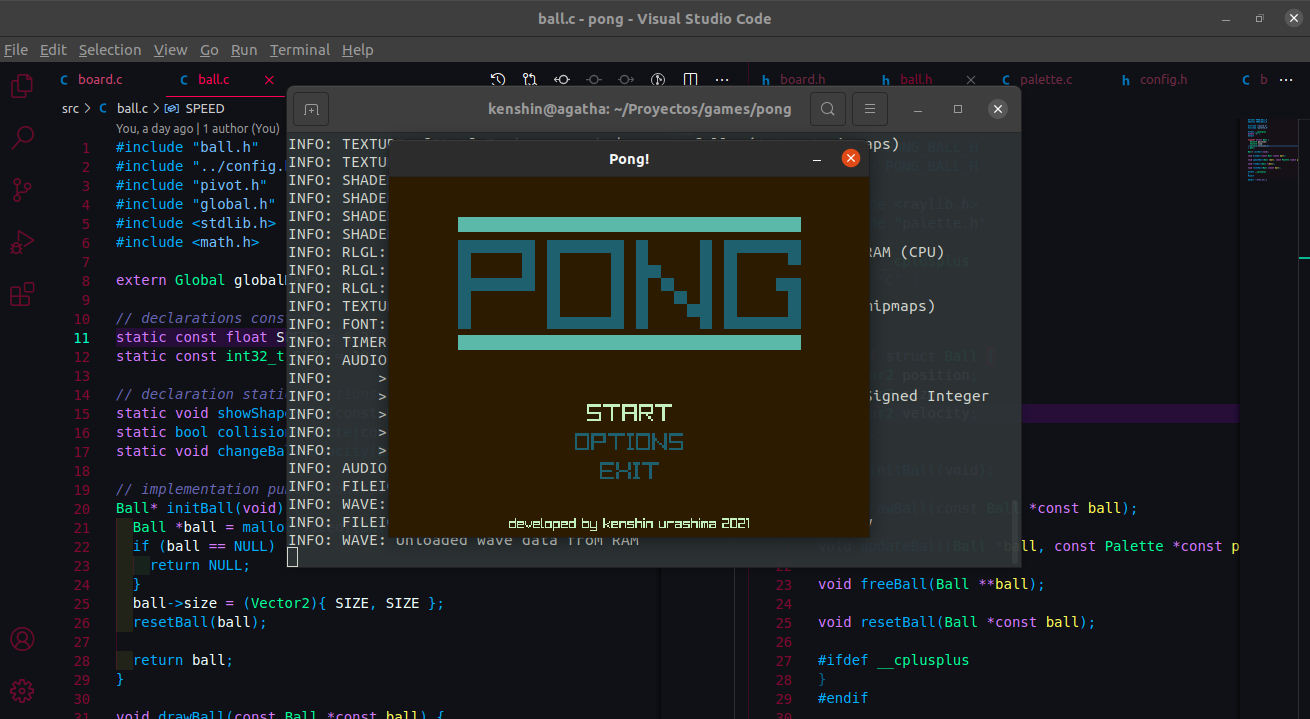 ball.c - pong - Visual Studio Code
File Edit Selection View Go Run Terminal Help
board.c ball.c board.h ball.h palette.c config.h b
src > ball.c > SPEED
kenshin@agatha: ~/Proyectos/games/pong
You, a day ago | 1 author (You)
1 #include "ball.h"
2 #include "../config.
3 #include "pivot.h"
4 #include "global.h"
5 #include <stdlib.h>
6 #include <math.h>
7
8 extern Global global
9
10 // declarations cons
11 static const float S
12 static const int32_t
13
14 // declaration stati
15 static void showShap
16 static bool collisio
17 static void changeBa
18
19 // implementation pu
20 Ball* initBall(void)
21 Ball *ball = mallo
22 if (ball == NULL)
23 return NULL;
24 }
25 ball->size = (Vector2){ SIZE, SIZE };
26 resetBall(ball);
27
28 return ball;
29 }
30
31 void drawBall(const Ball *const ball) {
INFO: TEXTU
INFO: TEXTU
INFO: SHADE
INFO: SHADE
INFO: SHADE
INFO: SHADE
INFO: RLGL: RAM (CPU)
INFO: RLGL:
INFO: RLGL:
INFO: TEXTU mipmaps)
INFO: FONT:
INFO: TIMER
INFO: AUDIO
INFO: >
INFO: > Signed Integer
INFO: >
INFO: >
INFO: >
INFO: AUDIO
INFO: FILEI
INFO: WAVE:
INFO: FILEI
INFO: WAVE: Unloaded wave data from RAM
Pong!
PONG
START
OPTIONS
EXIT
developed by kenshin urashima 2021
*const ball);
ball, const Palette *const p
22
23 void freeBall(Ball **ball);
24
25 void resetBall(Ball *const ball);
26
27 #ifdef __cplusplus
28 }
29 #endif
30